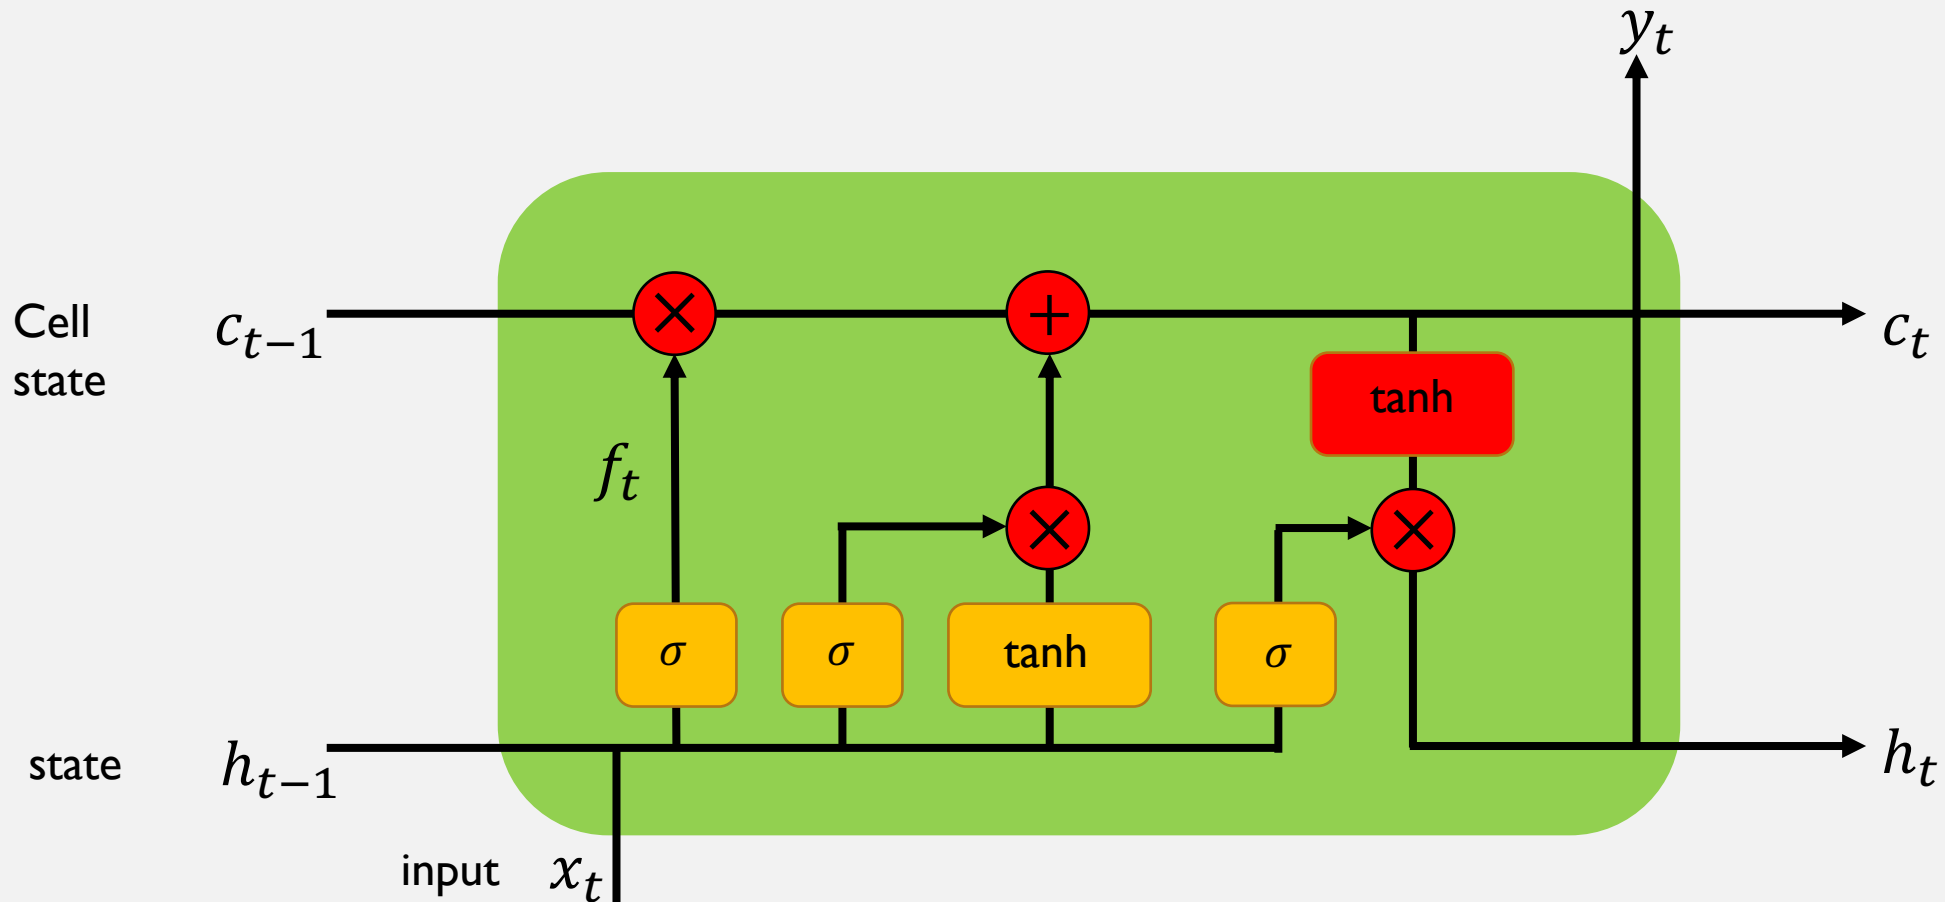 y_t
Cell
state
c_{t-1}
×
+
c_t
tanh
f_t
×
×
σ
σ
tanh
σ
state
h_{t-1}
h_t
input
x_t